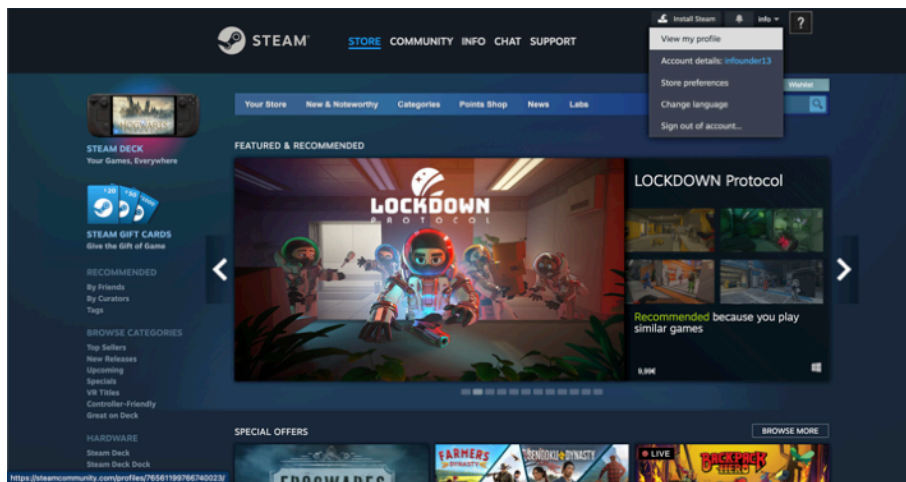 STEAM®
STORE COMMUNITY INFO CHAT SUPPORT
Install Steam
info
?
View my profile
Account details: infounder13
Store preferences
Change language
Sign out of account...
Wishlist
Your Store New & Noteworthy Categories Points Shop News Labs
STEAM DECK
Your Games, Everywhere
STEAM GIFT CARDS
Give the Gift of Game
RECOMMENDED
By Friends
By Curators
Tags
BROWSE CATEGORIES
Top Sellers
New Releases
Upcoming
Specials
VR Titles
Controller-Friendly
Great on Deck
HARDWARE
Steam Deck
Steam Deck Dock
https://steamcommunity.com/profiles/76561199766740023/
FEATURED & RECOMMENDED
LOCKDOWN
PROTOCOL
LOCKDOWN Protocol
Recommended because you play
similar games
9,99€
SPECIAL OFFERS
BROWSE MORE
FROGWARES
FARMER'S
DYNASTY
SENGOKU DYNASTY
LIVE
BACKPACK
HERO